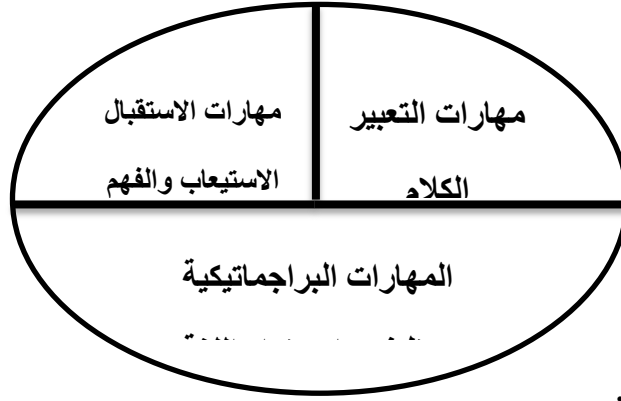 مهارات التعبير
الكلام
مهارات الاستقبال
الاستيعاب والفهم
المهارات البراجماتيكية